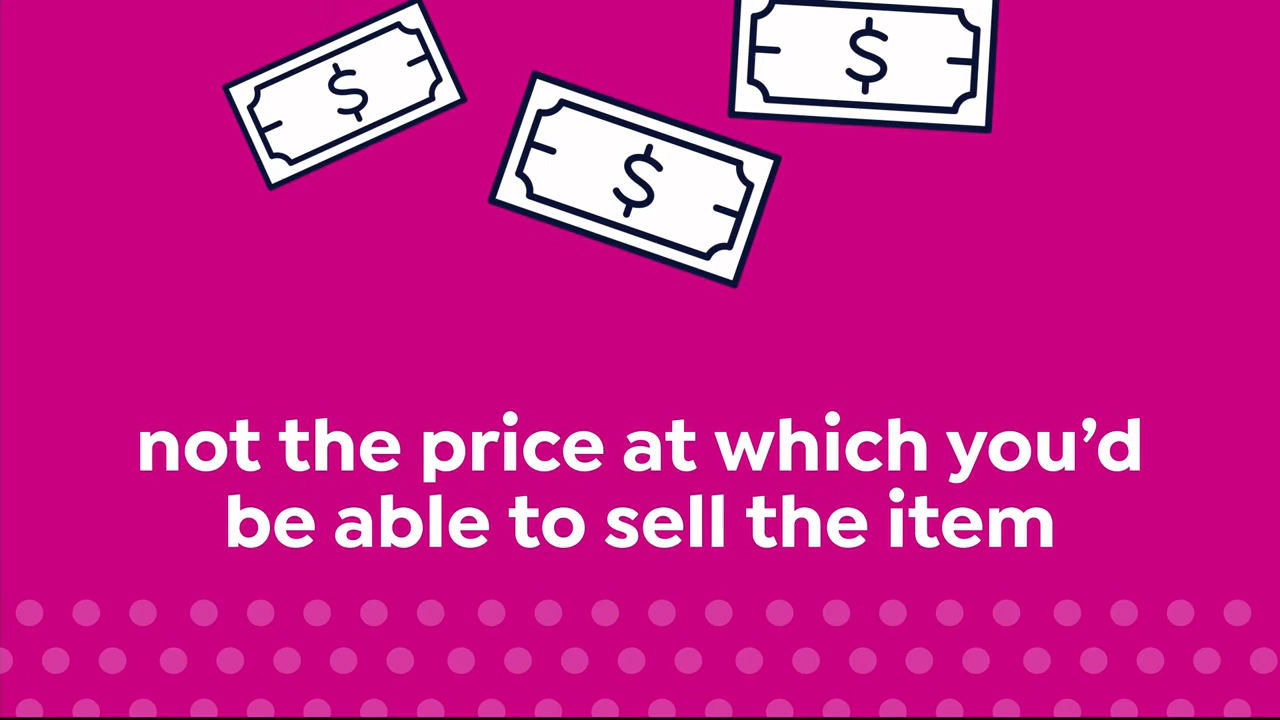 $
$
$
not the price at which you’d
be able to sell the item